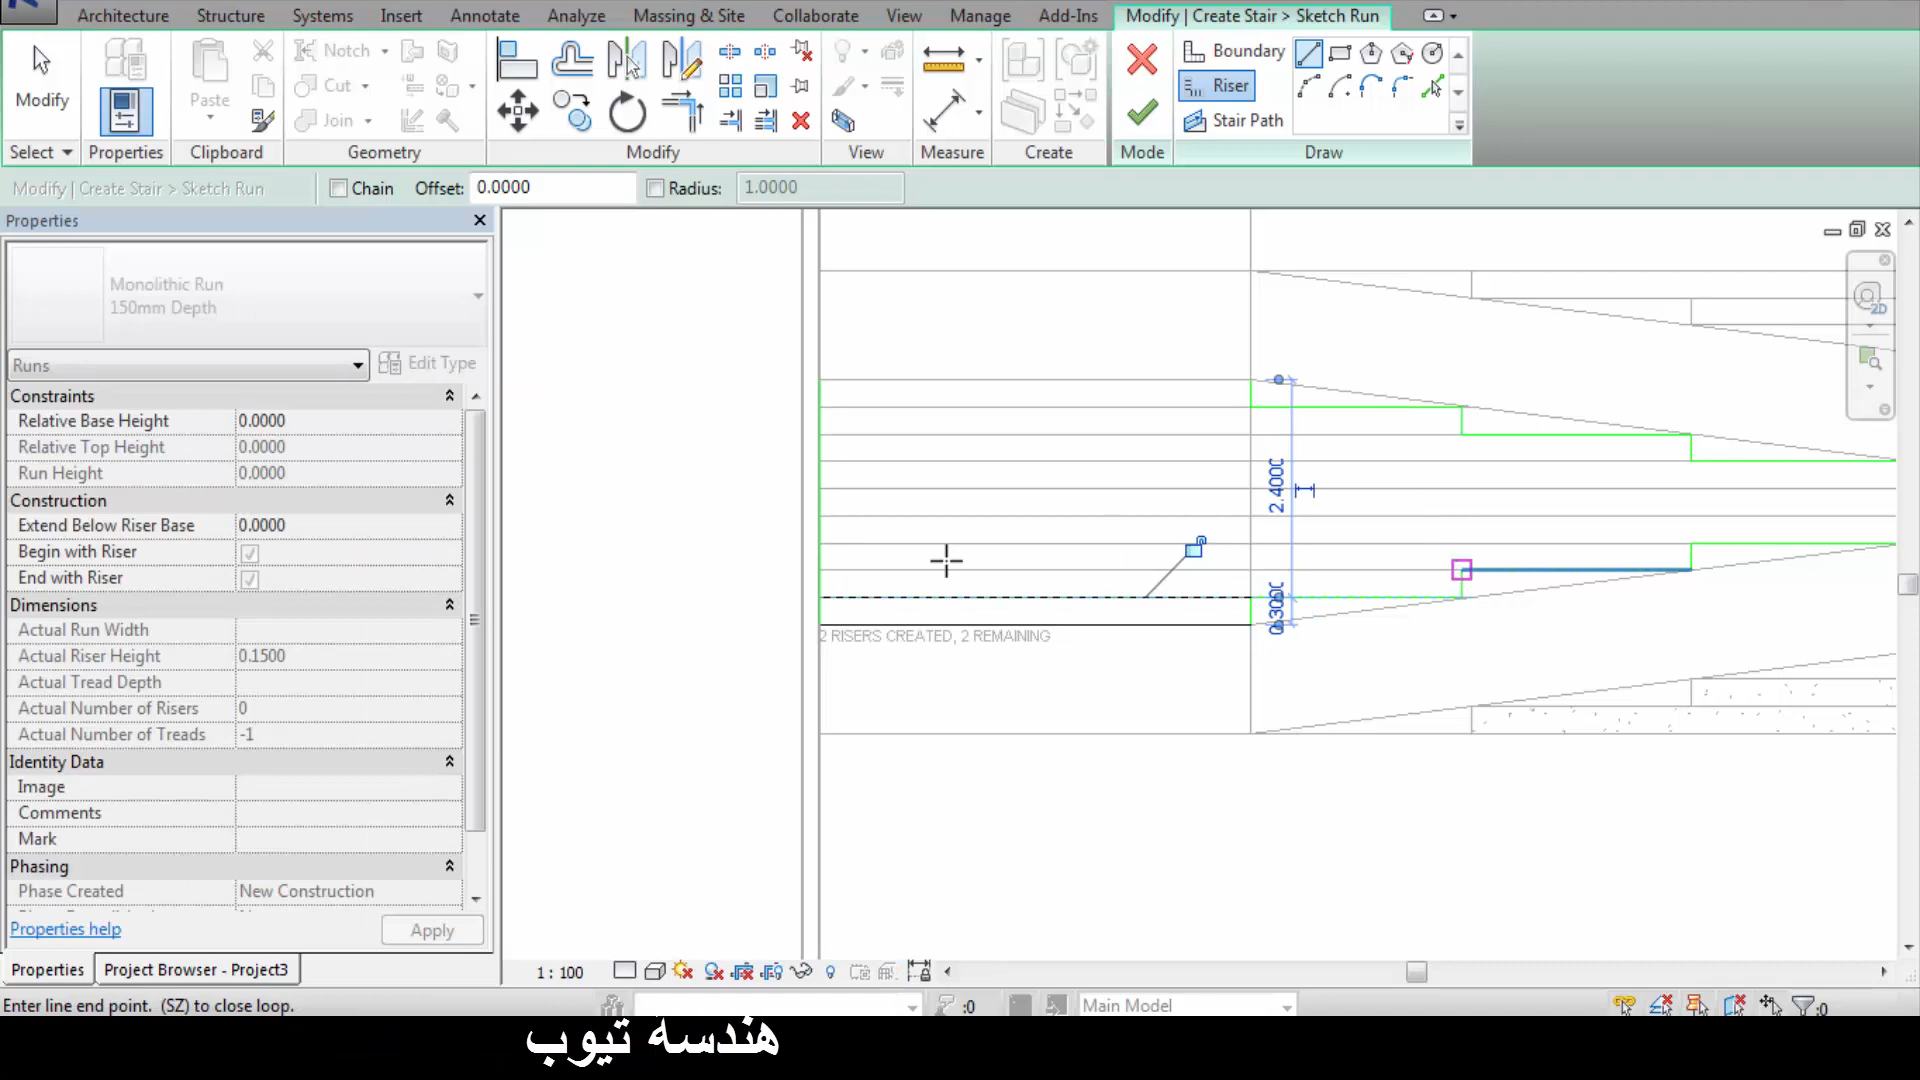 Architecture Structure Systems Insert Annotate Analyze Massing & Site Collaborate View Manage Add-Ins Modify | Create Stair > Sketch Run
Modify
Paste
Notch
Cut
Join
Boundary
Riser
Stair Path
Select Properties Clipboard Geometry Modify View Measure Create Mode Draw
Modify | Create Stair > Sketch Run Chain Offset: 0.0000 Radius: 1.0000
Properties
Monolithic Run
150mm Depth
Runs Edit Type
Constraints
Relative Base Height 0.0000
Relative Top Height 0.0000
Run Height 0.0000
Construction
Extend Below Riser Base 0.0000
Begin with Riser
End with Riser
Dimensions
Actual Run Width
Actual Riser Height 0.1500
Actual Tread Depth
Actual Number of Risers 0
Actual Number of Treads -1
Identity Data
Image
Comments
Mark
Phasing
Phase Created New Construction
Properties help Apply
Properties Project Browser - Project3
2D
2.4000
0.3000
2 RISERS CREATED, 2 REMAINING
1 : 100
Enter line end point. (SZ) to close loop. :0 Main Model :0
هندسة تيوب